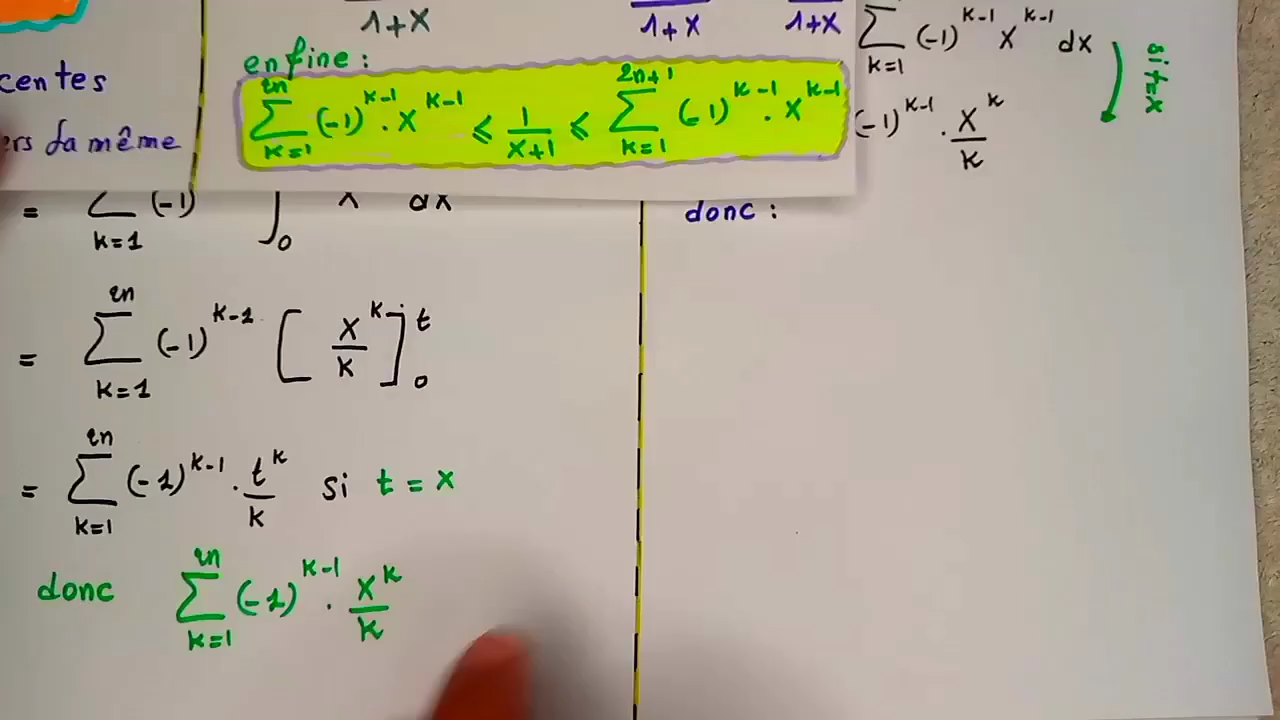 centes
ers la même
1+x
1+x
1+x
enfine :
2n ∑ k=1 (-1)^{k-1} . x^{k-1} ≤ 1/(x+1) ≤ 2n+1 ∑ k=1 (-1)^{k-1} . x^{k-1}
∑ k=1 (-1)^{k-1} x^{k-1} dx
si t=x
(-1)^{k-1} . x^k/k
= ∑ k=1 (-1) ∫ 0 x dx
= 2n ∑ k=1 (-1)^{k-1} [ x^k/k ]_0^t
= 2n ∑ k=1 (-1)^{k-1} . t^k/k si t = x
donc 2n ∑ k=1 (-1)^{k-1} . x^k/k
donc :